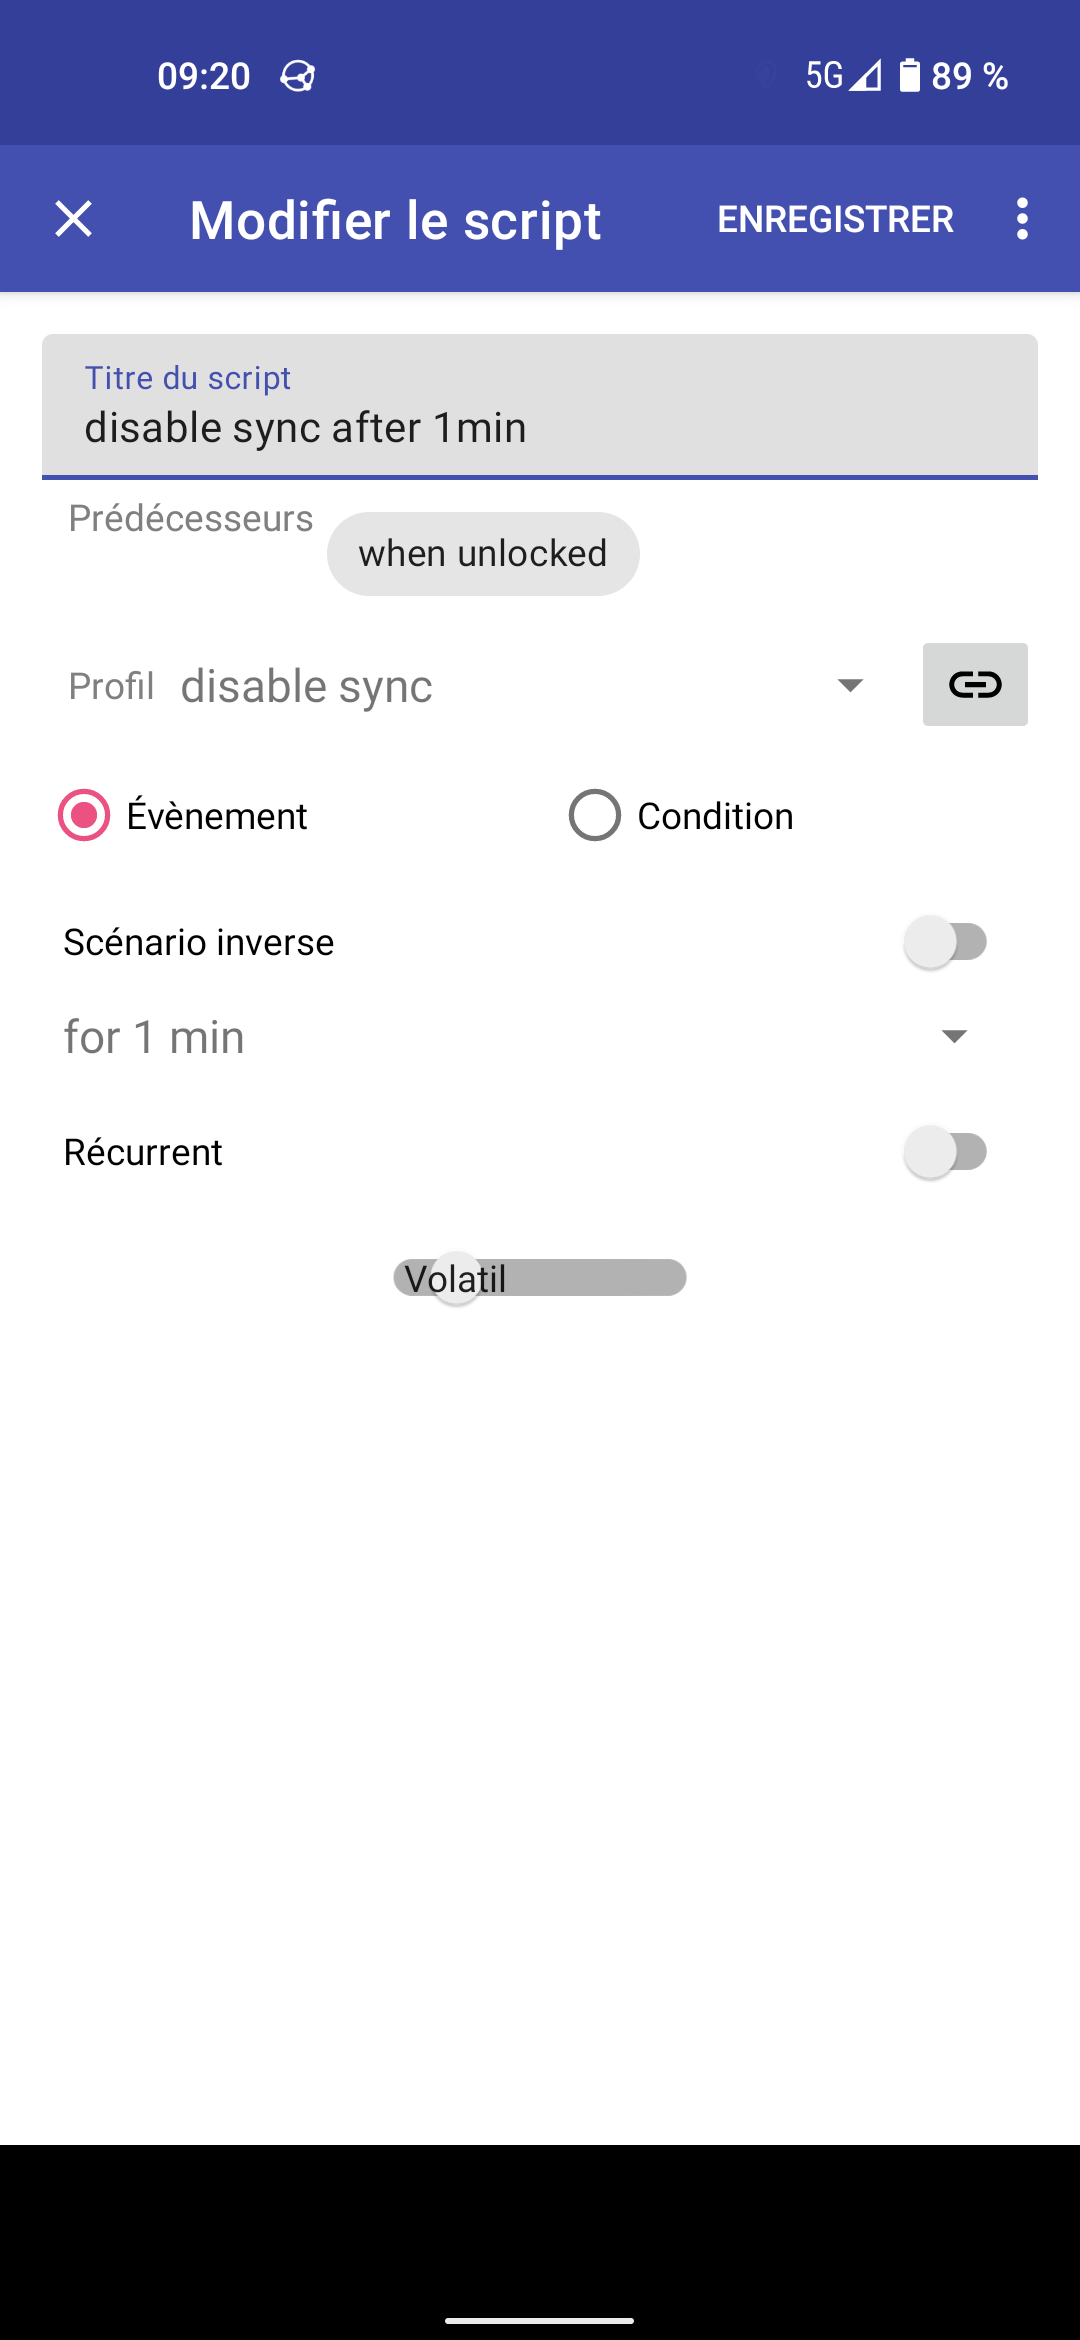 09:20 5G 89 %
Modifier le script ENREGISTRER
Titre du script
disable sync after 1min
Prédécesseurs when unlocked
Profil disable sync
Évènement Condition
Scénario inverse
for 1 min
Récurrent
Volatil